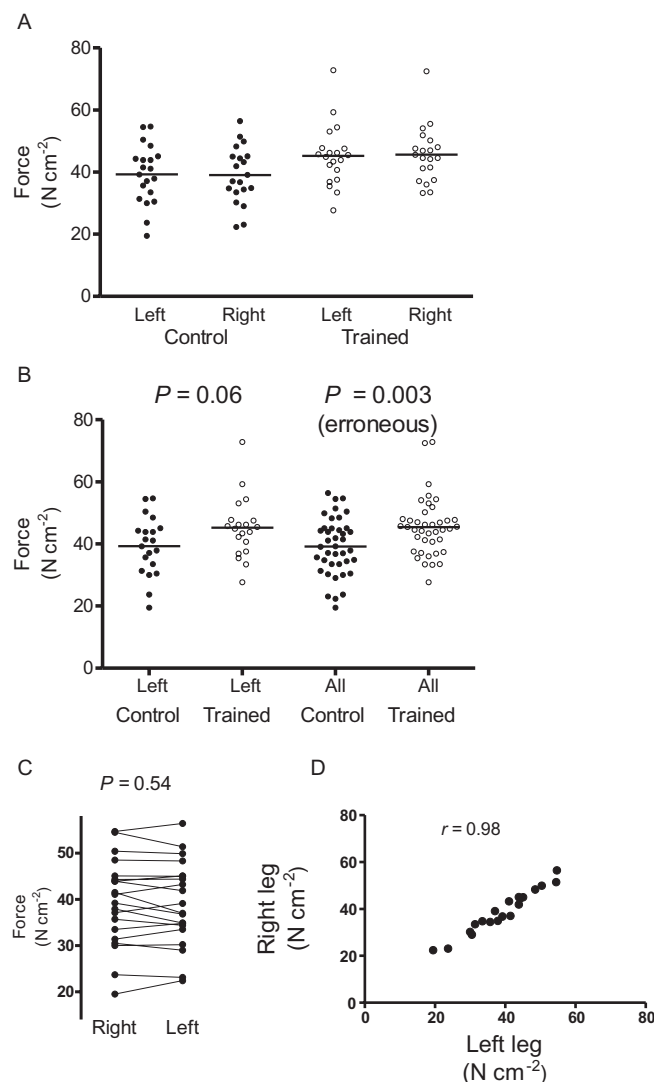 A
80
60
40
20
0
Force
(N cm-2)
Left Right Left Right
Control Trained
B
P = 0.06 P = 0.003
(erroneous)
80
60
40
20
0
Force
(N cm-2)
Left Left All All
Control Trained Control Trained
C
P = 0.54
50
40
30
20
Force
(N cm-2)
Right Left
D
r = 0.98
80
60
40
20
0
Right leg
(N cm-2)
0 20 40 60 80
Left leg
(N cm-2)